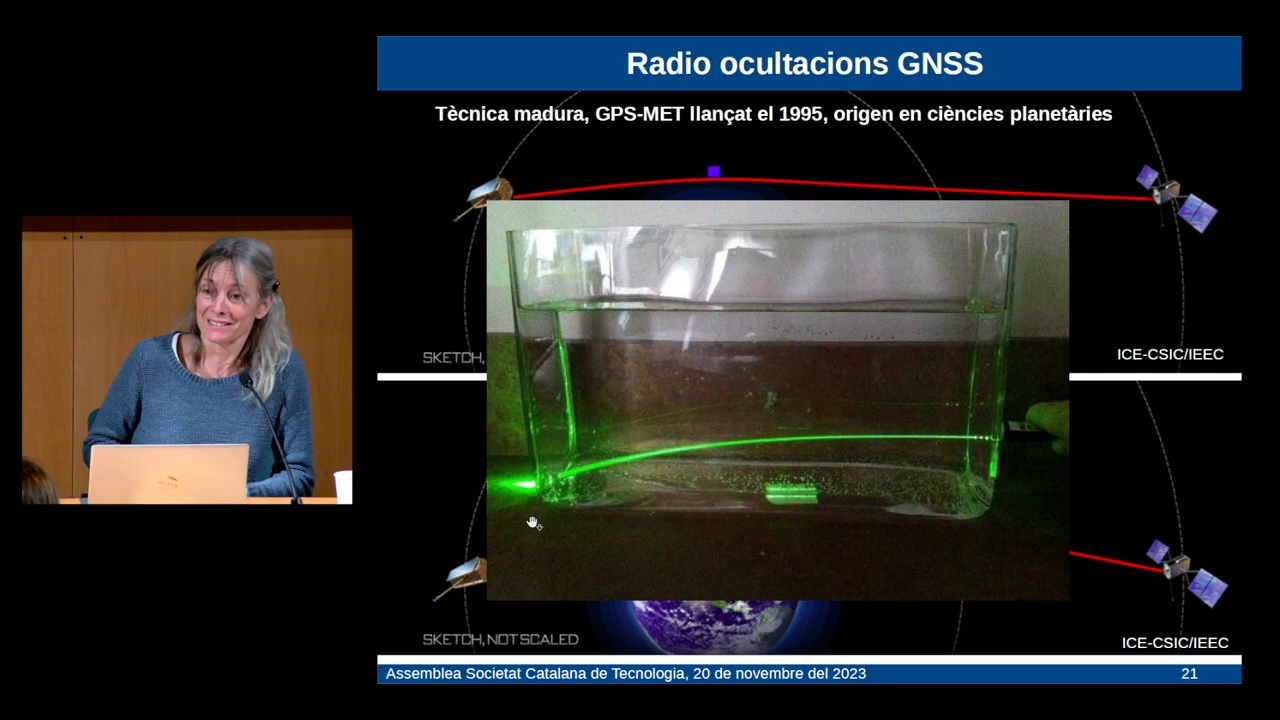 Radio ocultacions GNSS
Tècnica madura, GPS-MET llançat el 1995, origen en ciències planetàries
SKETCH,
ICE-CSIC/IEEC
SKETCH, NOT SCALED
ICE-CSIC/IEEC
Assemblea Societat Catalana de Tecnologia, 20 de novembre del 2023
21